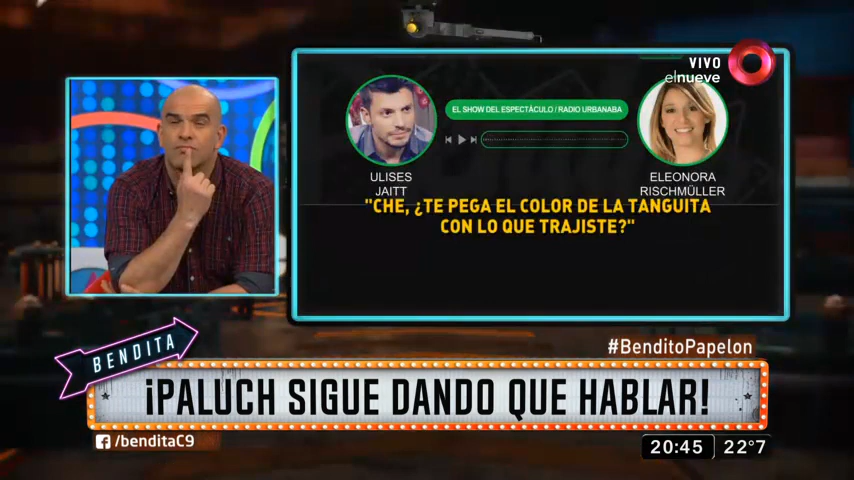 VIVO
elnueve
EL SHOW DEL ESPECTÁCULO / RADIO URBANABA
ULISES
JAITT
ELEONORA
RISCHMÜLLER
"CHE, ¿TE PEGA EL COLOR DE LA TANGUITA
CON LO QUE TRAJISTE?"
#BenditoPapelon
BENDITA
¡PALUCH SIGUE DANDO QUE HABLAR!
/benditaC9
20:45
22°7